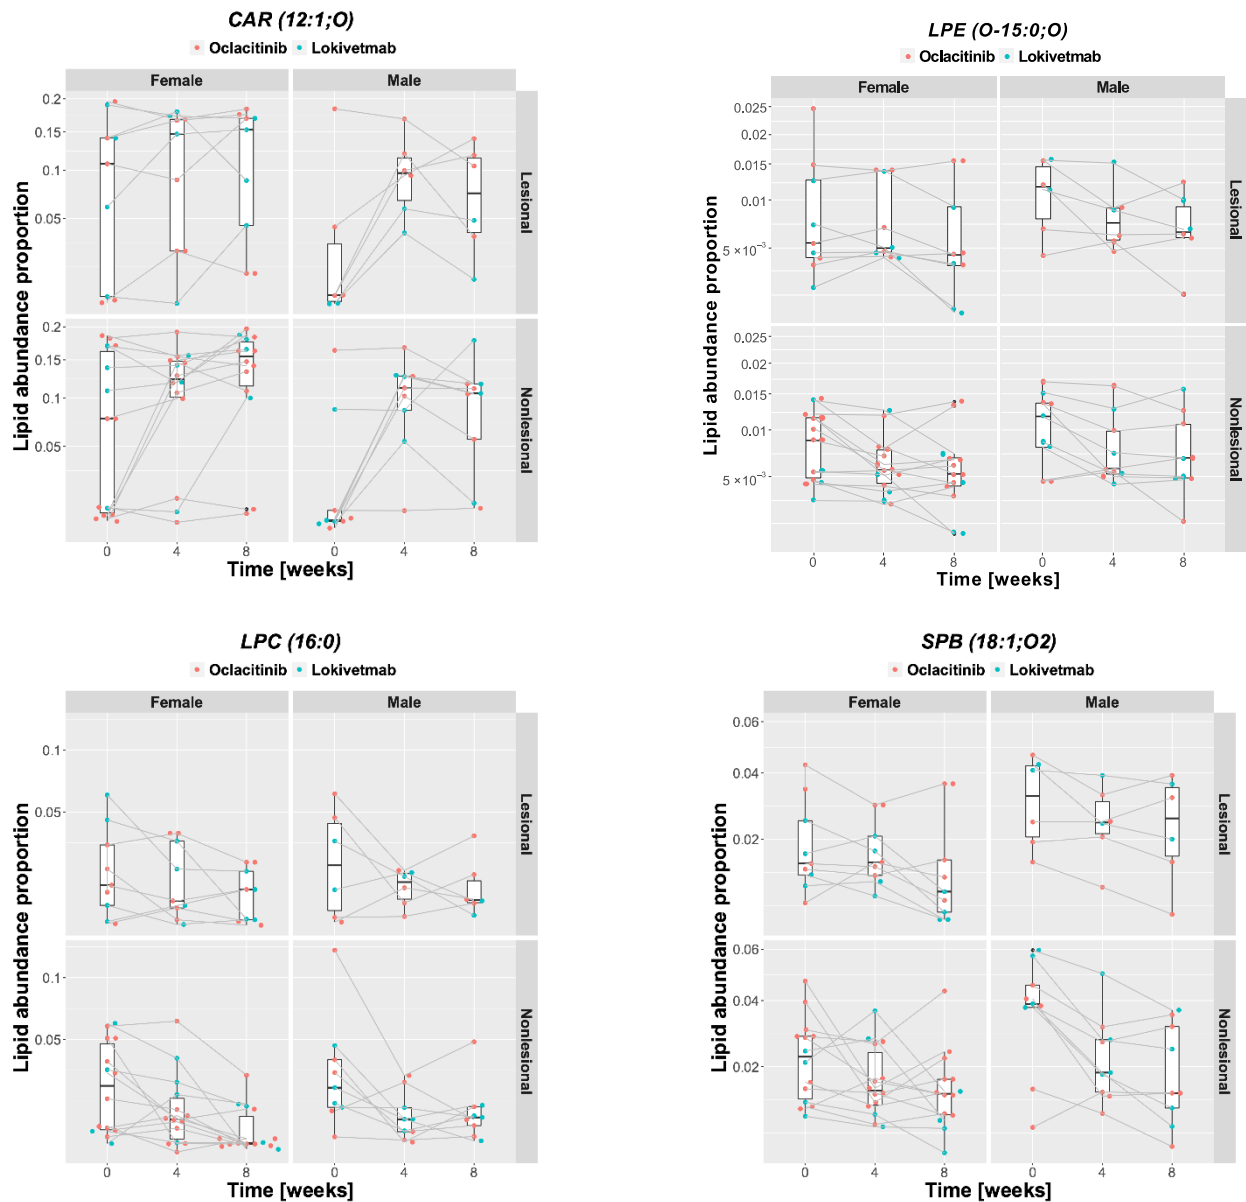 CAR (12:1;O)
Oclacitinib Lokivetmab
Female Male
0.2
0.15
0.1
0.05
Lesional
0.2
0.15
0.1
0.05
Nonlesional
Lipid abundance proportion
0 4 8 0 4 8
Time [weeks]
LPE (O-15:0;O)
Oclacitinib Lokivetmab
Female Male
0.025
0.02
0.015
0.01
5 × 10⁻³
Lesional
0.025
0.02
0.015
0.01
5 × 10⁻³
Nonlesional
Lipid abundance proportion
0 4 8 0 4 8
Time [weeks]
LPC (16:0)
Oclacitinib Lokivetmab
Female Male
0.1
0.05
Lesional
0.1
0.05
Nonlesional
Lipid abundance proportion
0 4 8 0 4 8
Time [weeks]
SPB (18:1;O2)
Oclacitinib Lokivetmab
Female Male
0.06
0.04
0.02
Lesional
0.06
0.04
0.02
Nonlesional
Lipid abundance proportion
0 4 8 0 4 8
Time [weeks]